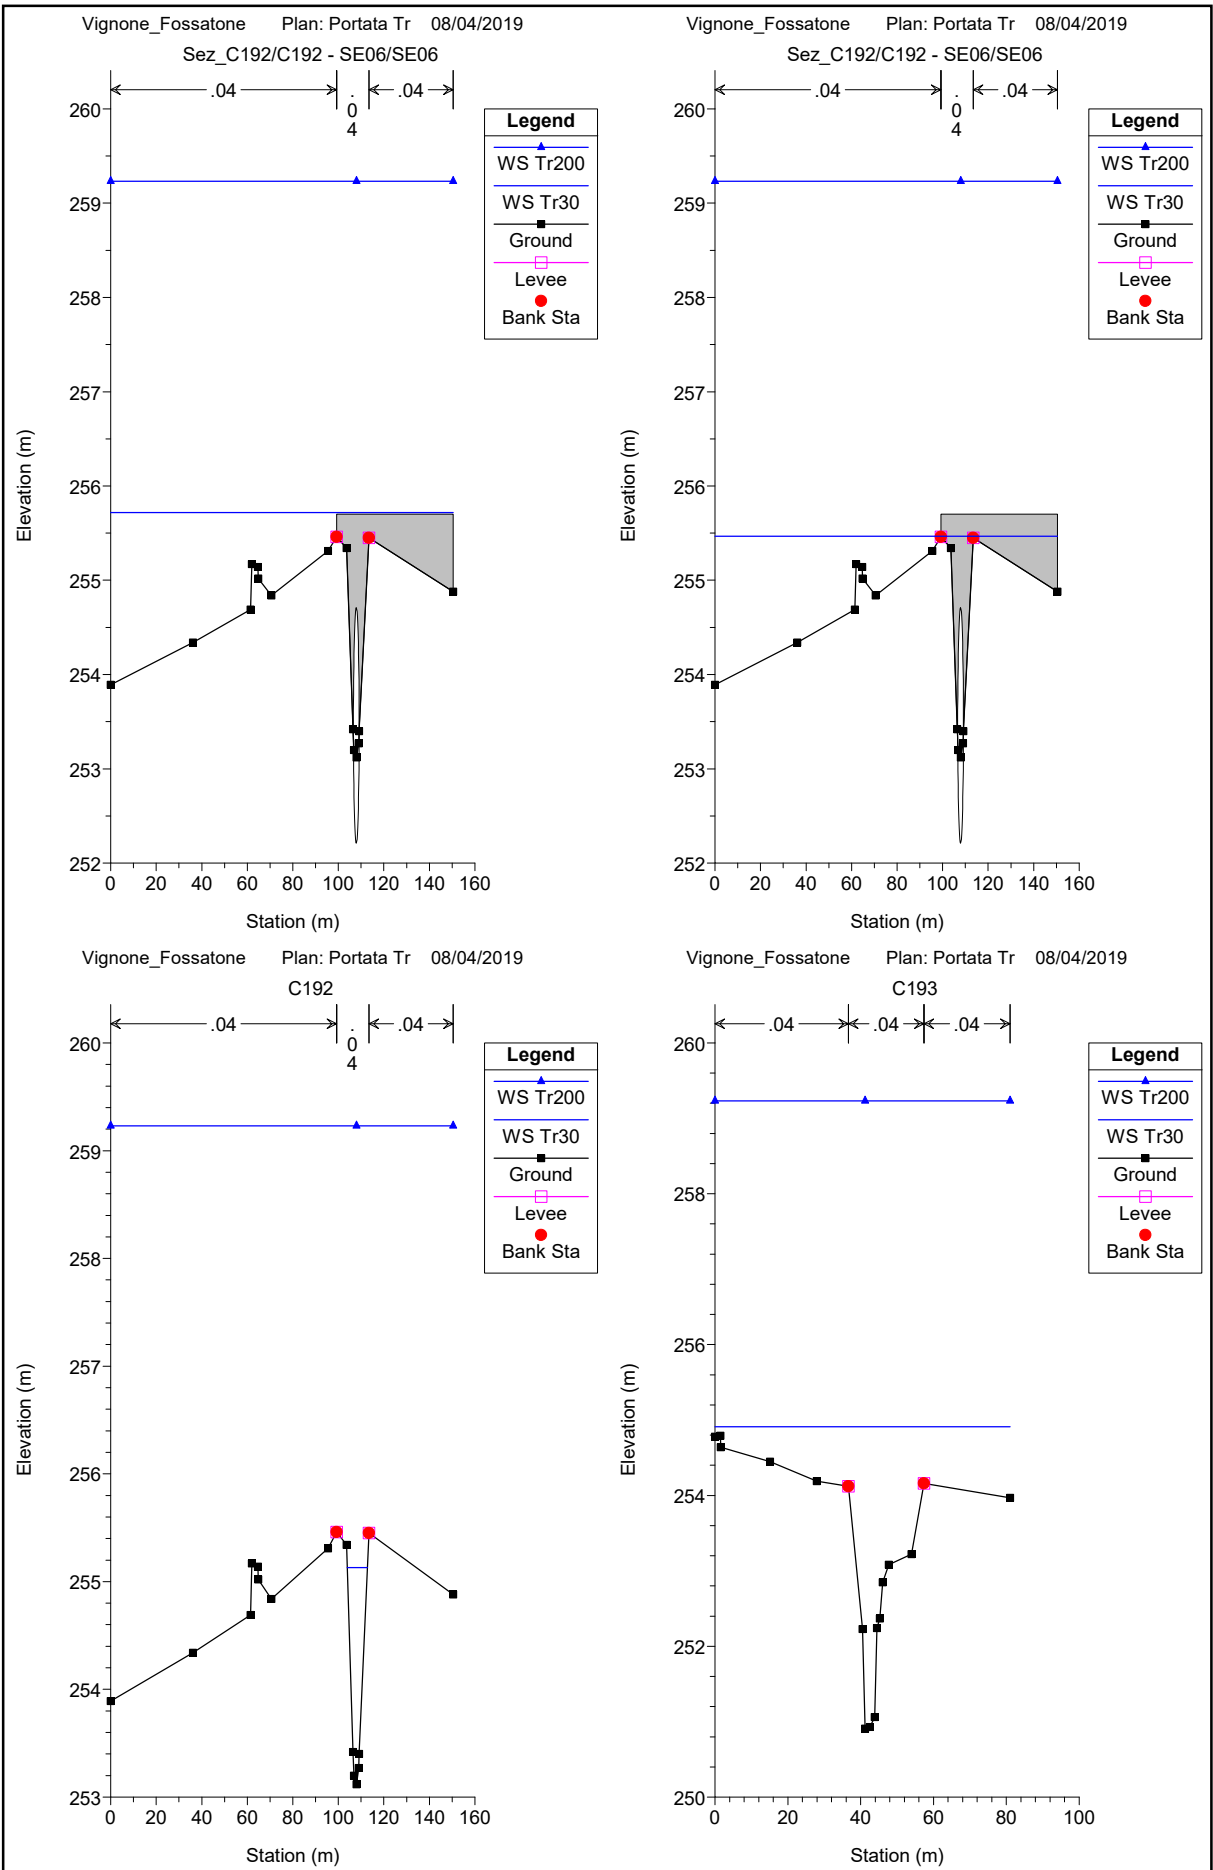 Vignone_Fossatone Plan: Portata Tr 08/04/2019
Sez_C192/C192 - SE06/SE06
.04
.04
.04
260
259
258
257
256
255
254
253
252
0 20 40 60 80 100 120 140 160
Station (m)
Elevation (m)
Legend
WS Tr200
WS Tr30
Ground
Levee
Bank Sta
Vignone_Fossatone Plan: Portata Tr 08/04/2019
Sez_C192/C192 - SE06/SE06
.04
.04
.04
260
259
258
257
256
255
254
253
252
0 20 40 60 80 100 120 140 160
Station (m)
Elevation (m)
Legend
WS Tr200
WS Tr30
Ground
Levee
Bank Sta
Vignone_Fossatone Plan: Portata Tr 08/04/2019
C192
.04
.04
.04
260
259
258
257
256
255
254
253
0 20 40 60 80 100 120 140 160
Station (m)
Elevation (m)
Legend
WS Tr200
WS Tr30
Ground
Levee
Bank Sta
Vignone_Fossatone Plan: Portata Tr 08/04/2019
C193
.04 .04 .04
260
258
256
254
252
250
0 20 40 60 80 100
Station (m)
Elevation (m)
Legend
WS Tr200
WS Tr30
Ground
Levee
Bank Sta